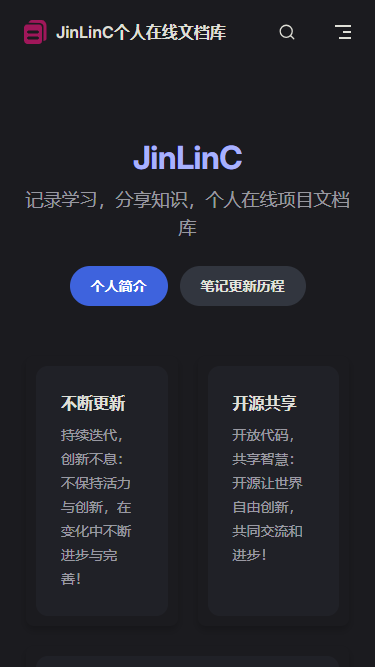 JinLinC个人在线文档库
JinLinC
记录学习，分享知识，个人在线项目文档
库
个人简介
笔记更新历程
不断更新
持续迭代，
创新不息：
不保持活力
与创新，在
变化中不断
进步与完
善！
开源共享
开放代码，
共享智慧：
开源让世界
自由创新，
共同交流和
进步！